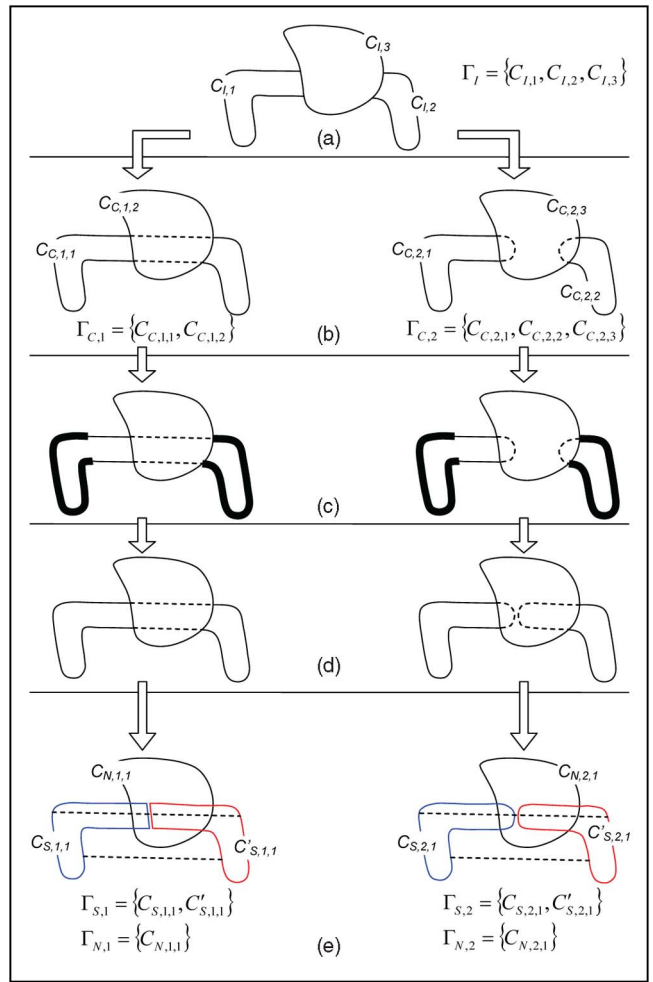 C_{I,3}
Γ_I = {C_{I,1}, C_{I,2}, C_{I,3}}
C_{I,1}
C_{I,2}
(a)
C_{C,1,2}
C_{C,2,3}
C_{C,1,1}
C_{C,2,1}
C_{C,2,2}
Γ_{C,1} = {C_{C,1,1}, C_{C,1,2}}
(b)
Γ_{C,2} = {C_{C,2,1}, C_{C,2,2}, C_{C,2,3}}
(c)
(d)
C_{N,1,1}
C_{N,2,1}
C_{S,1,1}
C'_{S,1,1}
C_{S,2,1}
C'_{S,2,1}
Γ_{S,1} = {C_{S,1,1}, C'_{S,1,1}}
Γ_{S,2} = {C_{S,2,1}, C'_{S,2,1}}
Γ_{N,1} = {C_{N,1,1}}
(e)
Γ_{N,2} = {C_{N,2,1}}